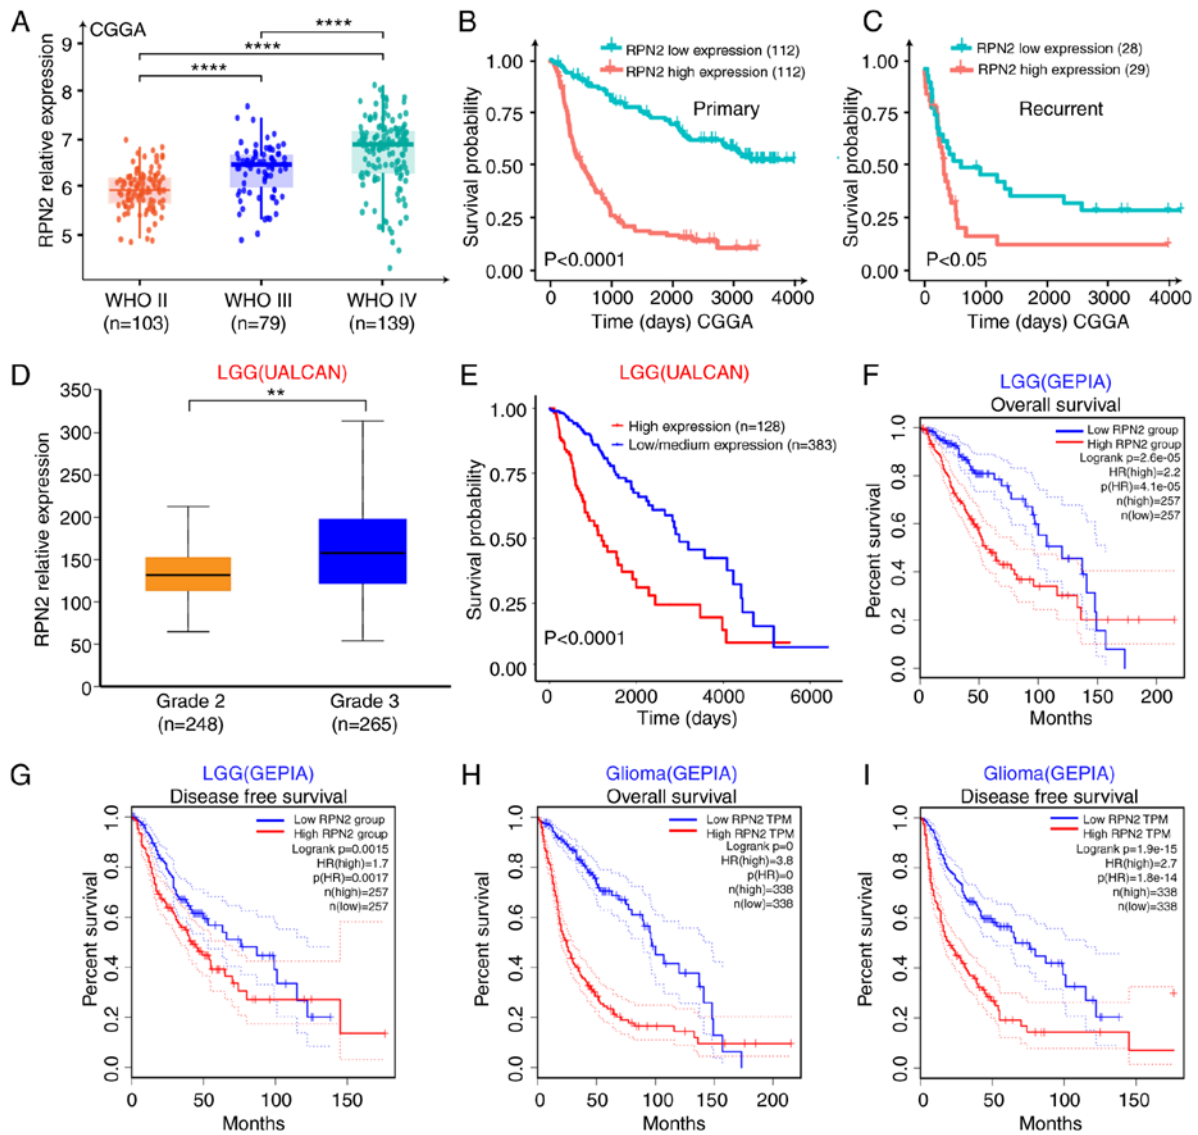 A
CGGA
****
****
****
RPN2 relative expression
9
8
7
6
5
WHO II
(n=103)
WHO III
(n=79)
WHO IV
(n=139)
B
RPN2 low expression (112)
RPN2 high expression (112)
Primary
Survival probability
1.00
0.75
0.50
0.25
0.00
P<0.0001
0
1000
2000
3000
4000
Time (days) CGGA
C
RPN2 low expression (28)
RPN2 high expression (29)
Recurrent
Survival probability
1.00
0.75
0.50
0.25
0.00
P<0.05
0
1000
2000
3000
4000
Time (days) CGGA
D
LGG(UALCAN)
**
RPN2 relative expression
350
300
250
200
150
100
50
0
Grade 2
(n=248)
Grade 3
(n=265)
E
LGG(UALCAN)
High expression (n=128)
Low/medium expression (n=383)
Survival probability
1.00
0.75
0.50
0.25
0.00
P<0.0001
0
2000
4000
6000
Time (days)
F
LGG(GEPIA)
Overall survival
Low RPN2 group
High RPN2 group
Logrank p=2.6e-05
HR(high)=2.2
p(HR)=4.1e-05
n(high)=257
n(low)=257
Percent survival
1.0
0.8
0.6
0.4
0.2
0.0
0
50
100
150
200
Months
G
LGG(GEPIA)
Disease free survival
Low RPN2 group
High RPN2 group
Logrank p=0.0015
HR(high)=1.7
p(HR)=0.0017
n(high)=257
n(low)=257
Percent survival
1.0
0.8
0.6
0.4
0.2
0.0
0
50
100
150
Months
H
Glioma(GEPIA)
Overall survival
Low RPN2 TPM
High RPN2 TPM
Logrank p=0
HR(high)=3.8
p(HR)=0
n(high)=338
n(low)=338
Percent survival
1.0
0.8
0.6
0.4
0.2
0.0
0
50
100
150
200
Months
I
Glioma(GEPIA)
Disease free survival
Low RPN2 TPM
High RPN2 TPM
Logrank p=1.9e-15
HR(high)=2.7
p(HR)=1.8e-14
n(high)=338
n(low)=338
Percent survival
1.0
0.8
0.6
0.4
0.2
0.0
0
50
100
150
Months